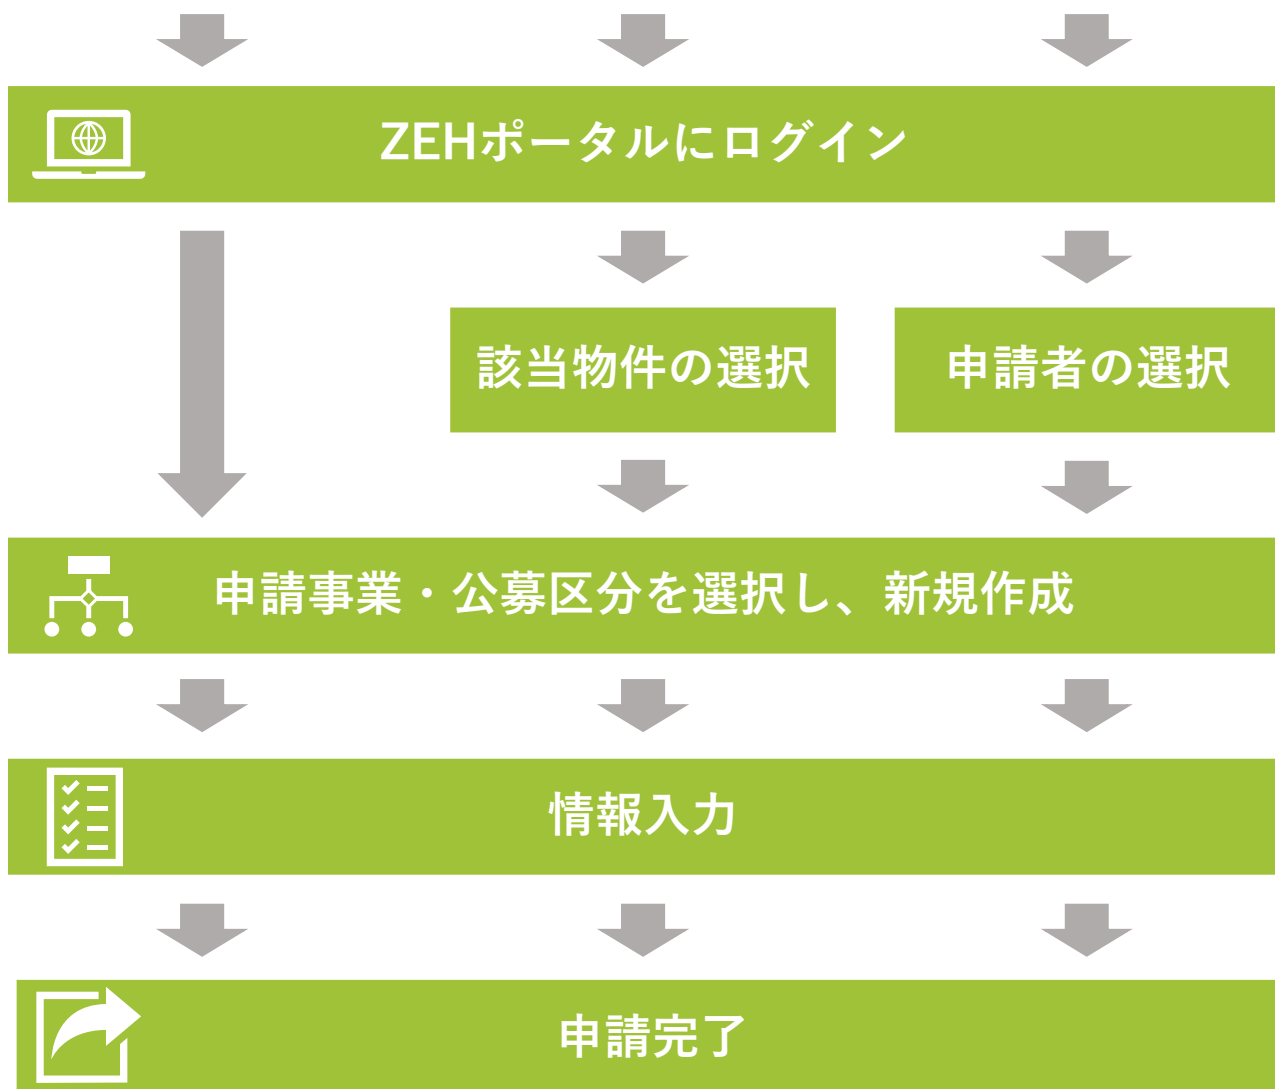 ZEHポータルにログイン
該当物件の選択
申請者の選択
申請事業・公募区分を選択し、新規作成
情報入力
申請完了